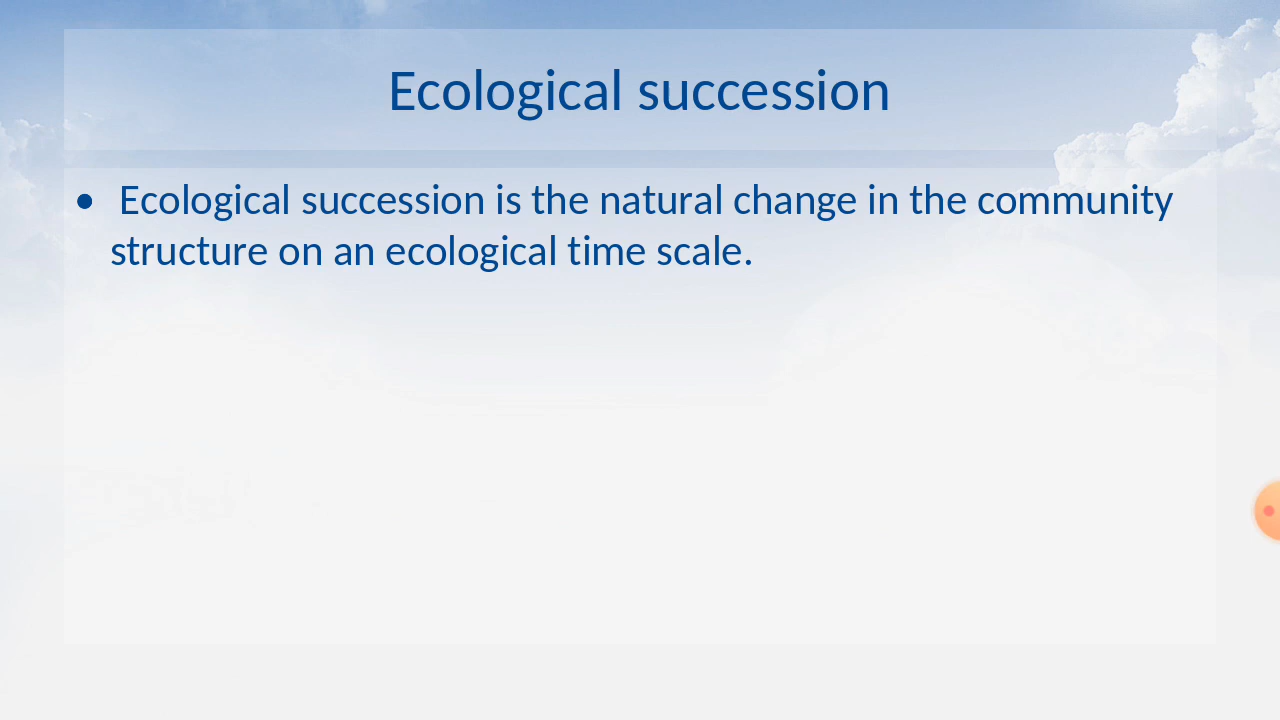 Ecological succession
• Ecological succession is the natural change in the community
structure on an ecological time scale.